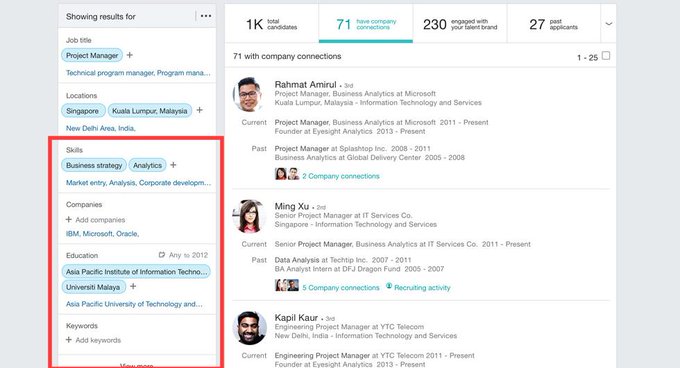 Showing results for
Job title
Project Manager +
Technical program manager, Program mana...
Locations
Singapore Kuala Lumpur, Malaysia +
New Delhi Area, India,
Skills
Business strategy Analytics +
Market entry, Analysis, Corporate developm...
Companies
+ Add companies
IBM, Microsoft, Oracle,
Education Any to 2012
Asia Pacific Institute of Information Techno...
Universiti Malaya +
Asia Pacific University of Technology and...
Keywords
+ Add keywords
View more
1K total candidates
71 have company connections
230 engaged with your talent brand
27 past applicants
71 with company connections 1 - 25
Rahmat Amirul • 3rd
Project Manager, Business Analytics at Microsoft
Kuala Lumpur, Malaysia - Information Technology and Services
Current Project Manager, Business Analytics at Microsoft 2011 - Present
Founder at Eyesight Analytics 2013 - Present
Past Project Manager at Splashtop Inc. 2008 - 2011
Business Analytics at Global Delivery Center 2005 - 2008
2 Company connections
Ming Xu • 2rd
Senior Project Manager at IT Services Co.
Singapore - Information Technology and Services
Current Senior Project Manager, Business Analytics at IT Services Co. 2011 - Present
Past Data Analysis at Techtip Inc. 2007 - 2011
BA Analyst Intern at DFJ Dragon Fund 2005 - 2007
5 Company connections Recruiting activity
Kapil Kaur • 3rd
Engineering Project Manager at YTC Telecom
New Delhi, India - Information Technology and Services
Current Engineering Project Manager at YTC Telecom 2011 - Present
Founder at Eyesight Analytics 2013 - Present